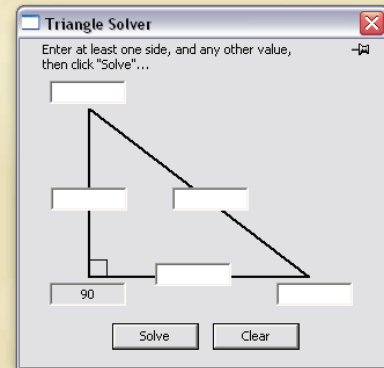 Triangle Solver
Enter at least one side, and any other value,
then click "Solve"...
90
Solve
Clear